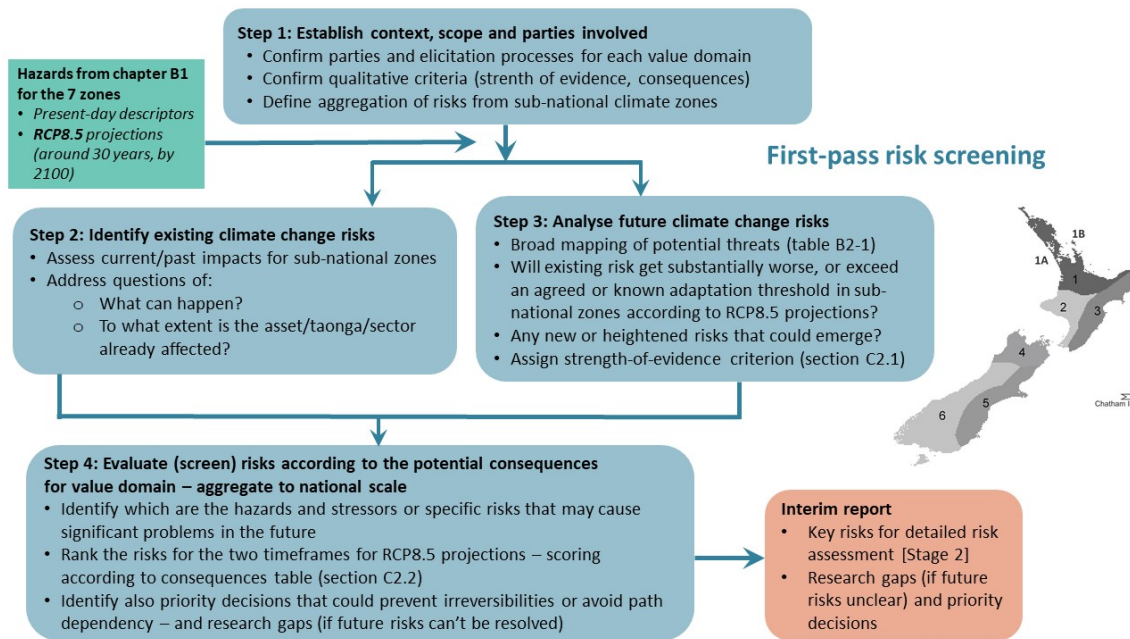 Step 1: Establish context, scope and parties involved
• Confirm parties and elicitation processes for each value domain
• Confirm qualitative criteria (strenth of evidence, consequences)
• Define aggregation of risks from sub-national climate zones
Hazards from chapter B1
for the 7 zones
• Present-day descriptors
• RCP8.5 projections
(around 30 years, by
2100)
First-pass risk screening
Step 2: Identify existing climate change risks
• Assess current/past impacts for sub-national zones
• Address questions of:
o What can happen?
o To what extent is the asset/taonga/sector
already affected?
Step 3: Analyse future climate change risks
• Broad mapping of potential threats (table B2-1)
• Will existing risk get substantially worse, or exceed
an agreed or known adaptation threshold in sub-
national zones according to RCP8.5 projections?
• Any new or heightened risks that could emerge?
• Assign strength-of-evidence criterion (section C2.1)
1B
1A
1
2
3
4
5
6
Chatham I
Step 4: Evaluate (screen) risks according to the potential consequences
for value domain – aggregate to national scale
• Identify which are the hazards and stressors or specific risks that may cause
significant problems in the future
• Rank the risks for the two timeframes for RCP8.5 projections – scoring
according to consequences table (section C2.2)
• Identify also priority decisions that could prevent irreversibilities or avoid path
dependency – and research gaps (if future risks can't be resolved)
Interim report
• Key risks for detailed risk
assessment [Stage 2]
• Research gaps (if future
risks unclear) and priority
decisions